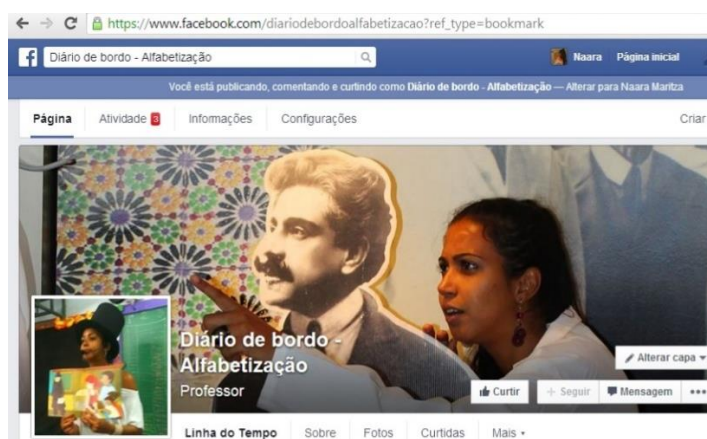 https://www.facebook.com/diariodebordoalfabetizacao?ref_type=bookmark
f Diário de bordo - Alfabetização Naara Página inicial
Você está publicando, comentando e curtindo como Diário de bordo - Alfabetização — Alterar para Naara Maritza
Página Atividade 3 Informações Configurações Criar
Diário de bordo -
Alfabetização
Professor
Alterar capa
Curtir + Seguir Mensagem
Linha do Tempo Sobre Fotos Curtidas Mais